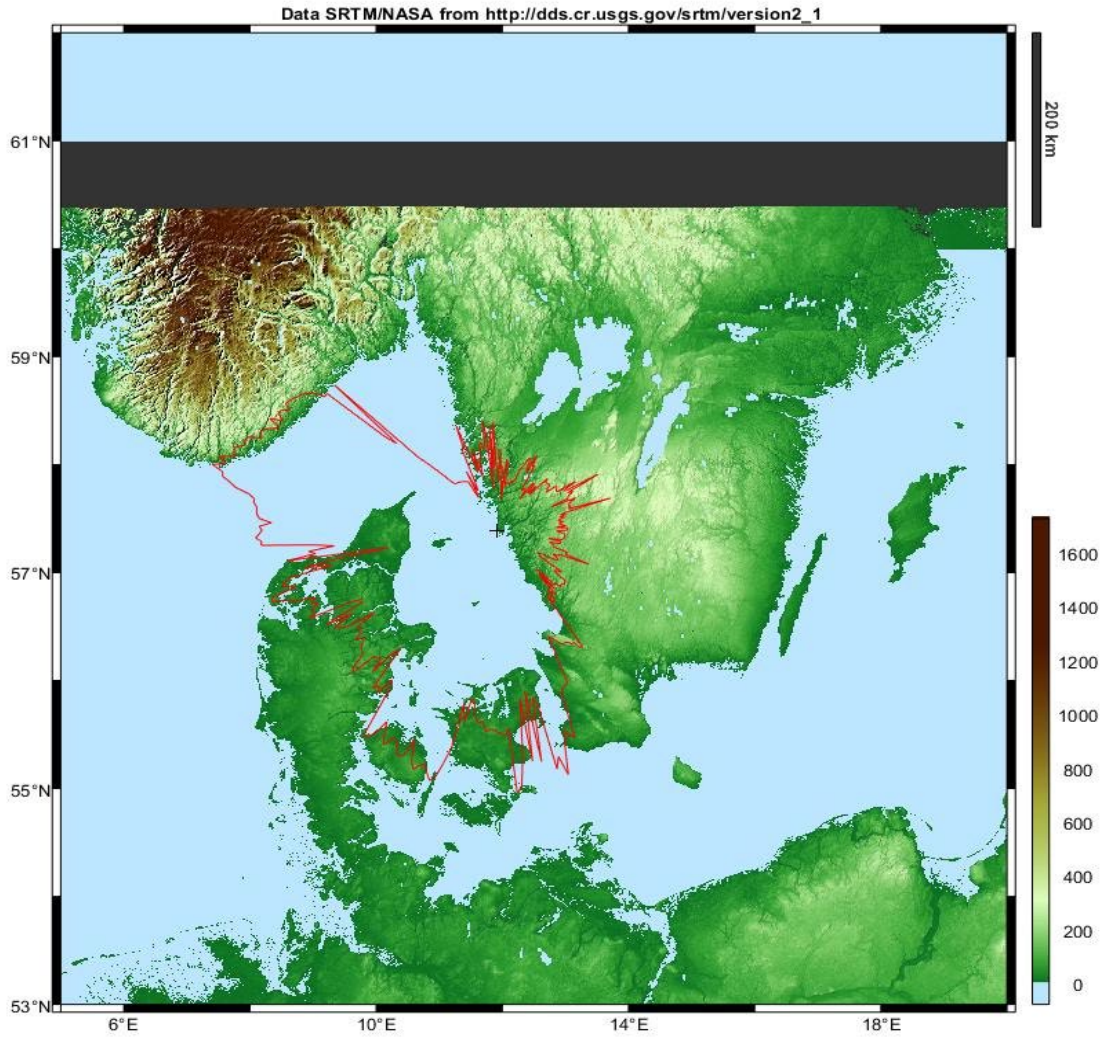 Data SRTM/NASA from http://dds.cr.usgs.gov/srtm/version2_1
200 km
61°N
59°N
57°N
55°N
53°N
6°E
10°E
14°E
18°E
1600
1400
1200
1000
800
600
400
200
0